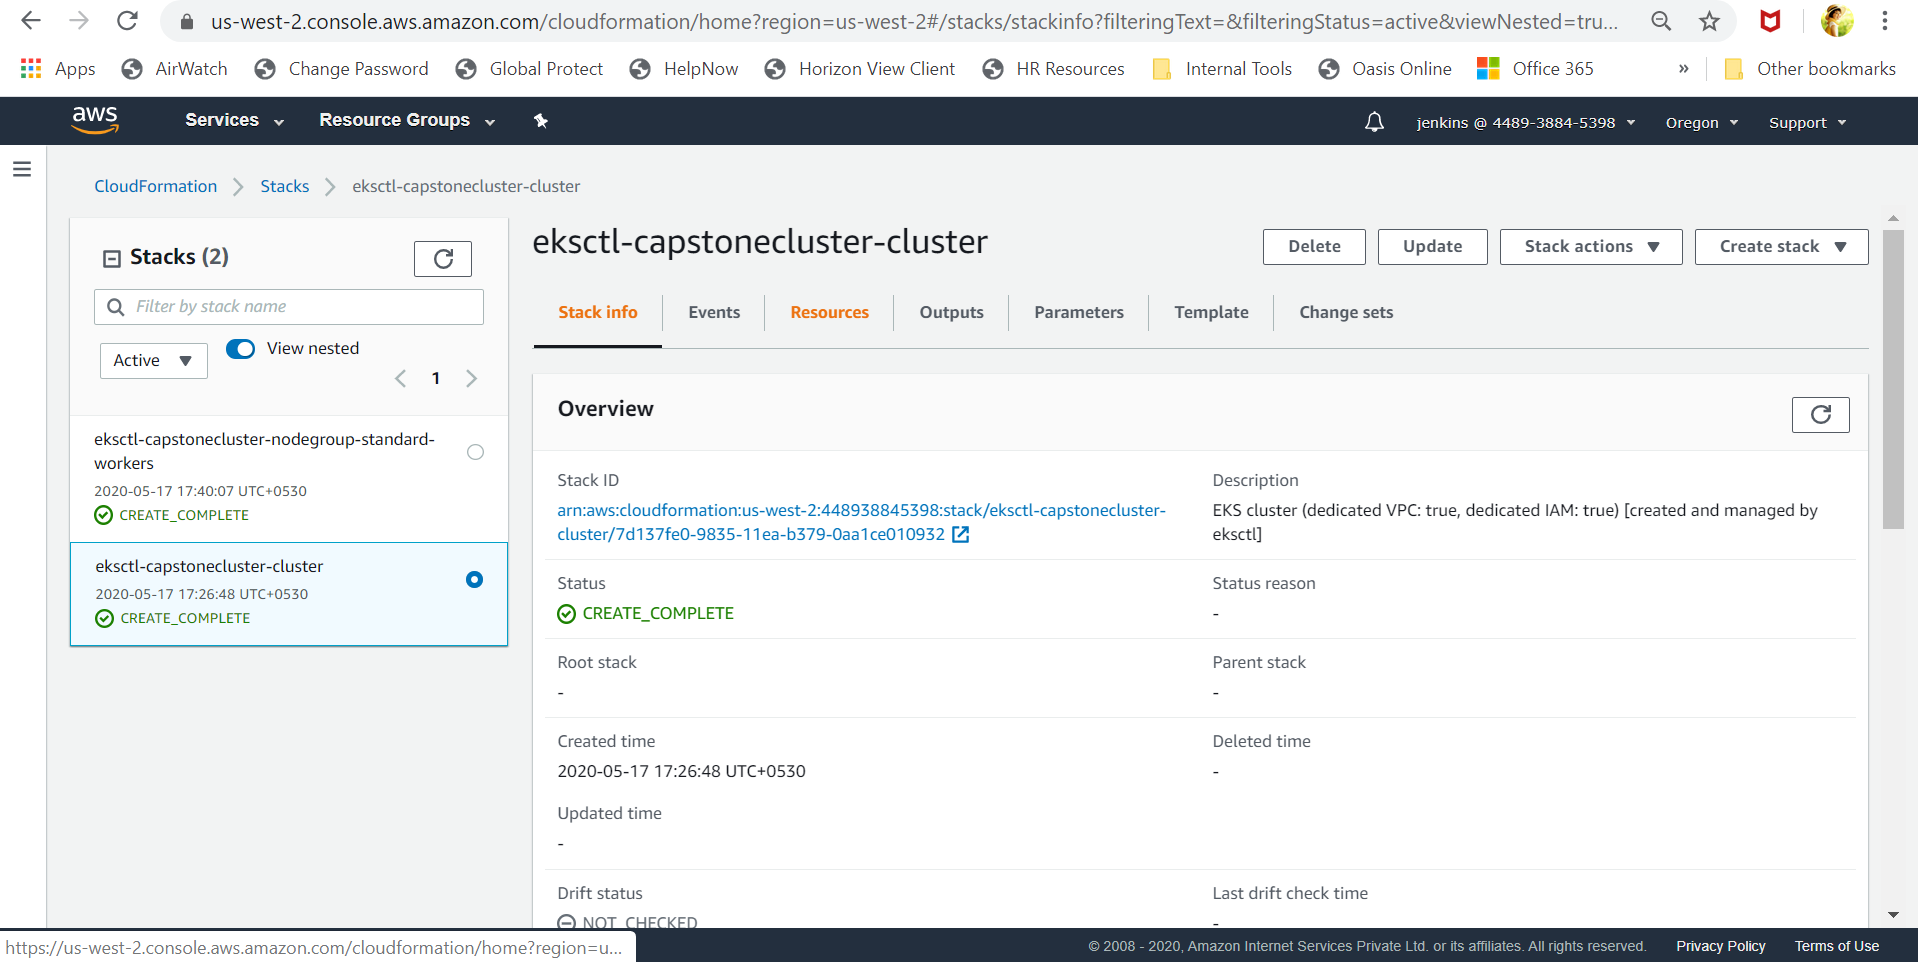 us-west-2.console.aws.amazon.com/cloudformation/home?region=us-west-2#/stacks/stackinfo?filteringText=&filteringStatus=active&viewNested=tru...
Apps AirWatch Change Password Global Protect HelpNow Horizon View Client HR Resources Internal Tools Oasis Online Office 365 » Other bookmarks
aws Services Resource Groups jenkins @ 4489-3884-5398 Oregon Support
CloudFormation Stacks eksctl-capstonecluster-cluster
Stacks (2)
Filter by stack name
Active View nested
1
eksctl-capstonecluster-nodegroup-standard-
workers
2020-05-17 17:40:07 UTC+0530
CREATE_COMPLETE
eksctl-capstonecluster-cluster
2020-05-17 17:26:48 UTC+0530
CREATE_COMPLETE
eksctl-capstonecluster-cluster
Delete Update Stack actions Create stack
Stack info Events Resources Outputs Parameters Template Change sets
Overview
Stack ID
arn:aws:cloudformation:us-west-2:448938845398:stack/eksctl-capstonecluster-
cluster/7d137fe0-9835-11ea-b379-0aa1ce010932
Description
EKS cluster (dedicated VPC: true, dedicated IAM: true) [created and managed by
eksctl]
Status
CREATE_COMPLETE
Status reason
-
Root stack
-
Parent stack
-
Created time
2020-05-17 17:26:48 UTC+0530
Deleted time
-
Updated time
-
Drift status
NOT_CHECKED
Last drift check time
-
https://us-west-2.console.aws.amazon.com/cloudformation/home?region=u...
© 2008 - 2020, Amazon Internet Services Private Ltd. or its affiliates. All rights reserved. Privacy Policy Terms of Use